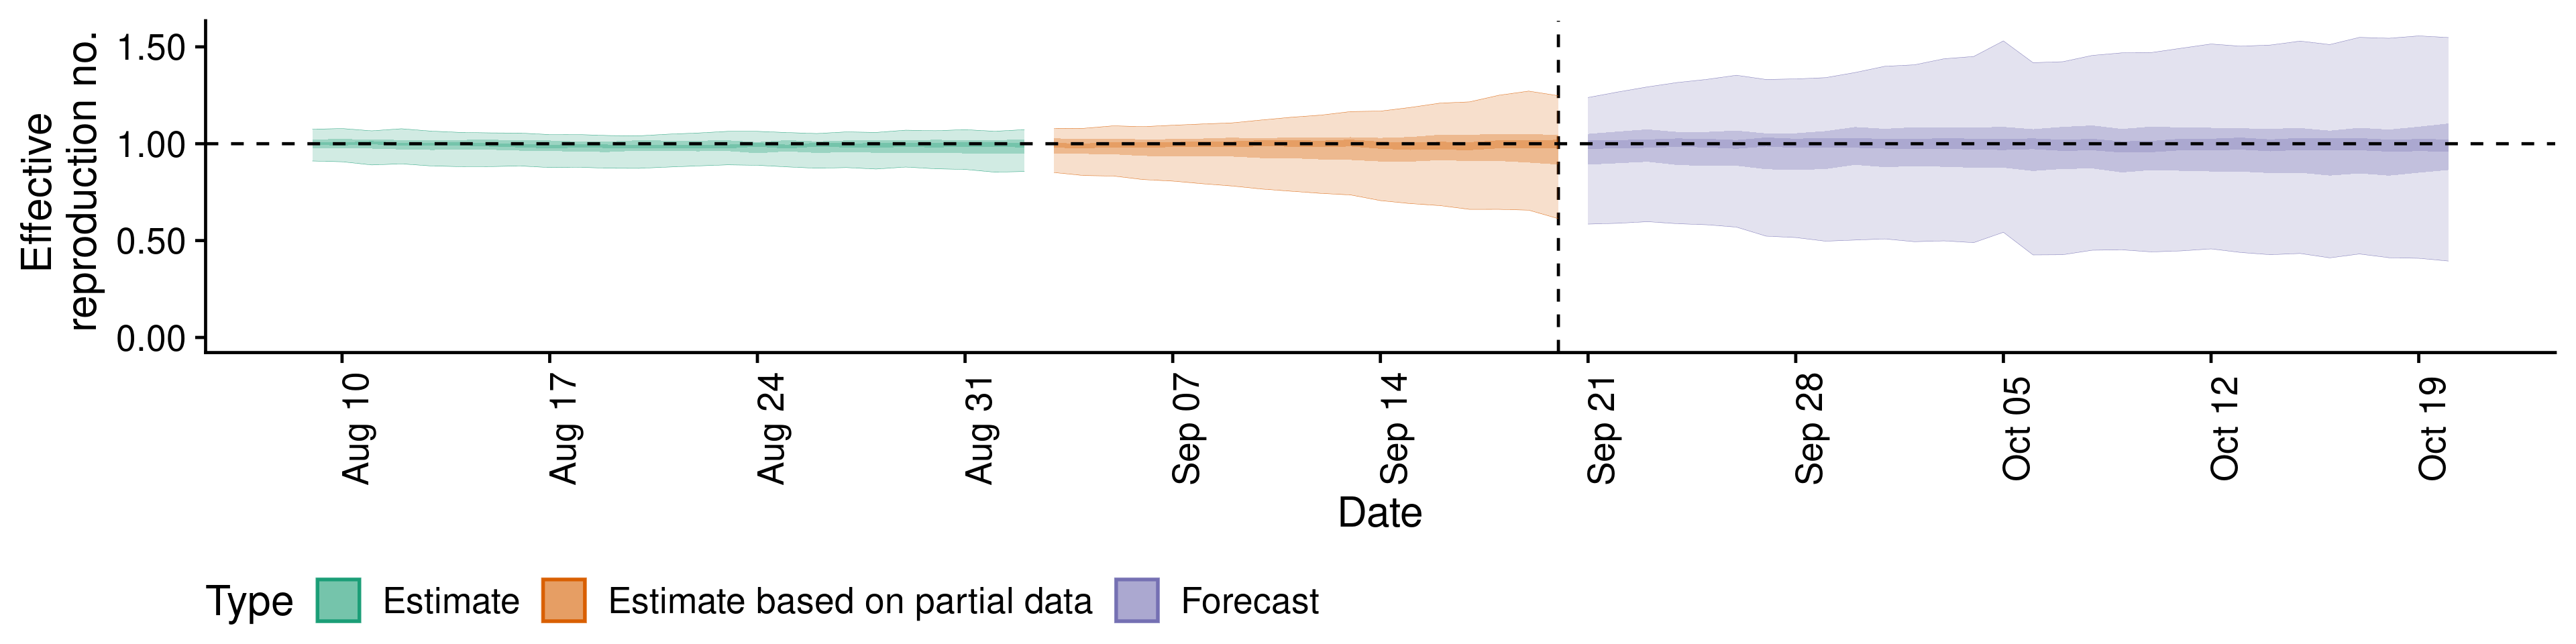 Effective
reproduction no.
1.50
1.00
0.50
0.00
Aug 10
Aug 17
Aug 24
Aug 31
Sep 07
Sep 14
Sep 21
Sep 28
Oct 05
Oct 12
Oct 19
Date
Type Estimate Estimate based on partial data Forecast